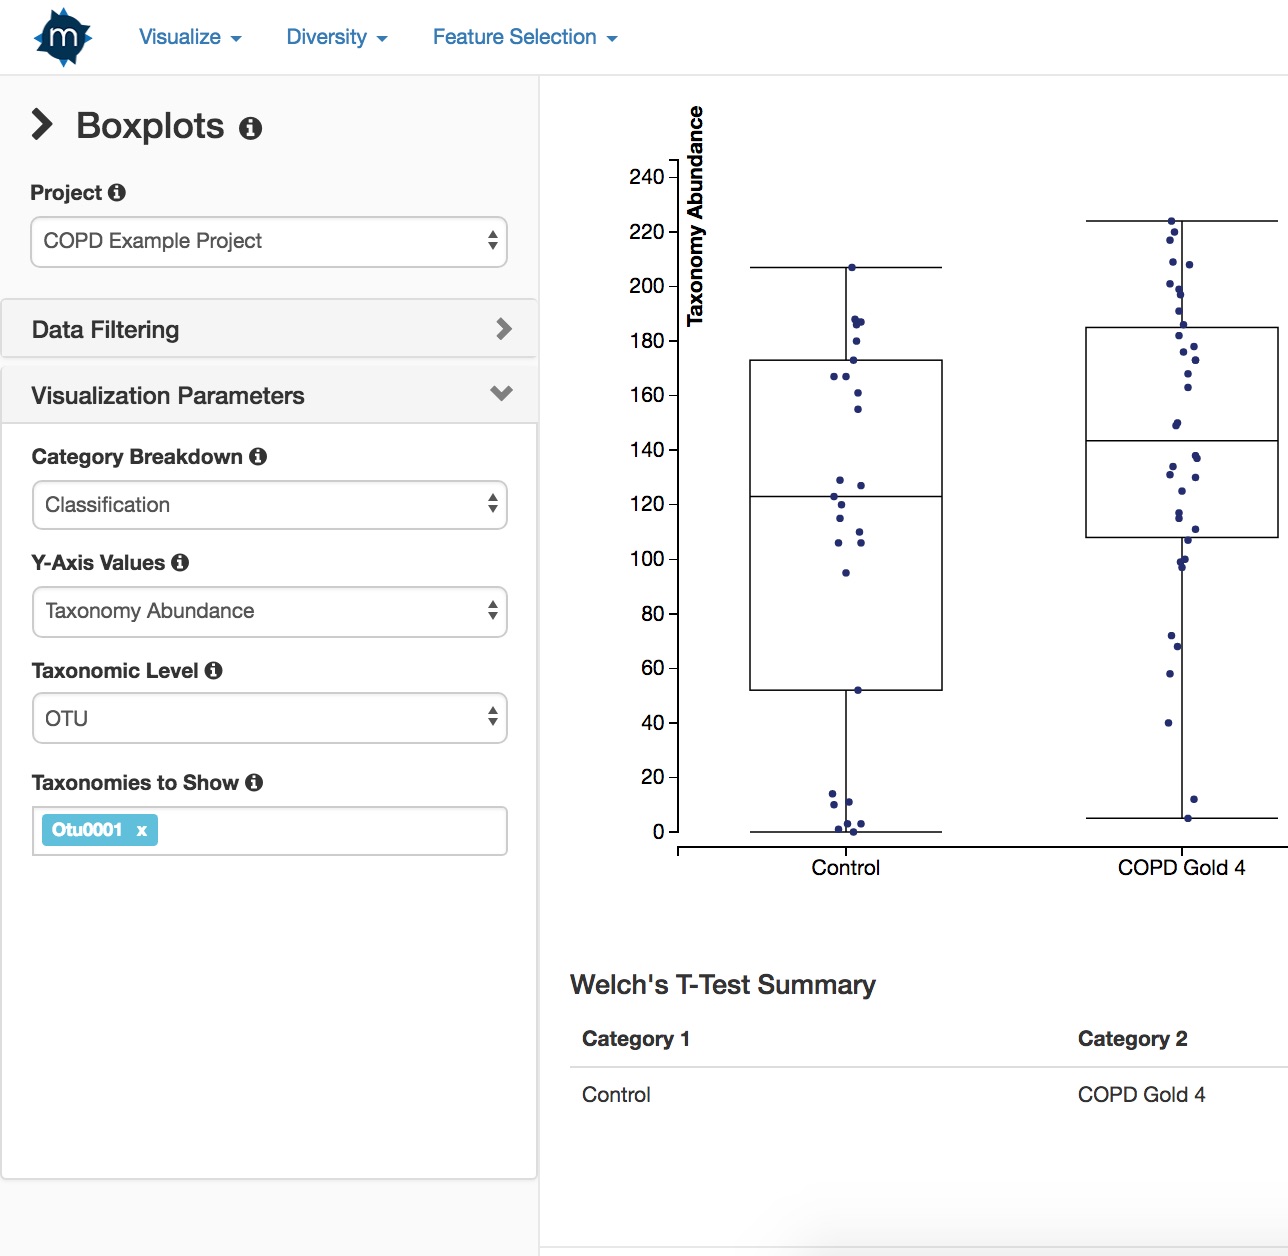 m
Visualize
Diversity
Feature Selection
Boxplots
Project
COPD Example Project
Data Filtering
Visualization Parameters
Category Breakdown
Classification
Y-Axis Values
Taxonomy Abundance
Taxonomic Level
OTU
Taxonomies to Show
Otu0001 x
Taxonomy Abundance
240
220
200
180
160
140
120
100
80
60
40
20
0
Control
COPD Gold 4
Welch's T-Test Summary
Category 1
Category 2
Control
COPD Gold 4